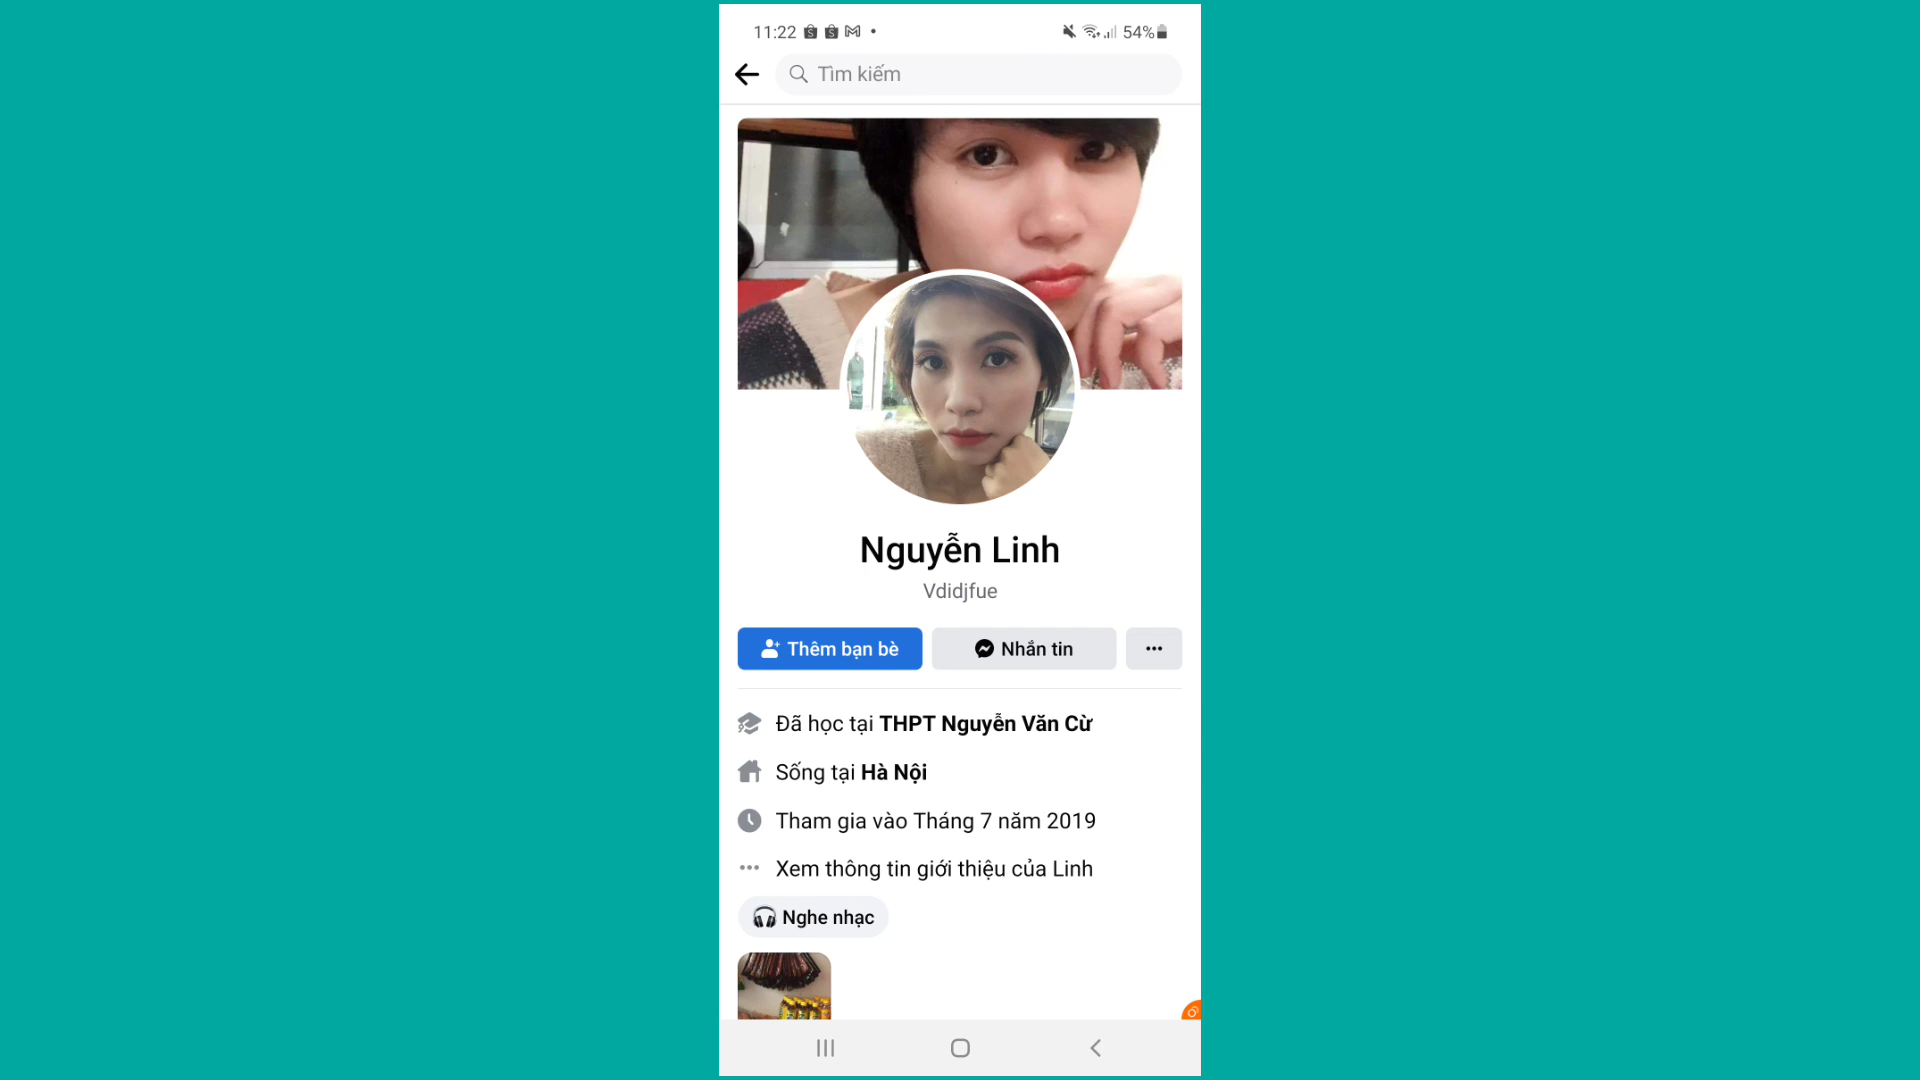 11:22
54%
Tìm kiếm
Nguyễn Linh
Vdidjfue
Thêm bạn bè
Nhắn tin
Đã học tại THPT Nguyễn Văn Cừ
Sống tại Hà Nội
Tham gia vào Tháng 7 năm 2019
Xem thông tin giới thiệu của Linh
Nghe nhạc